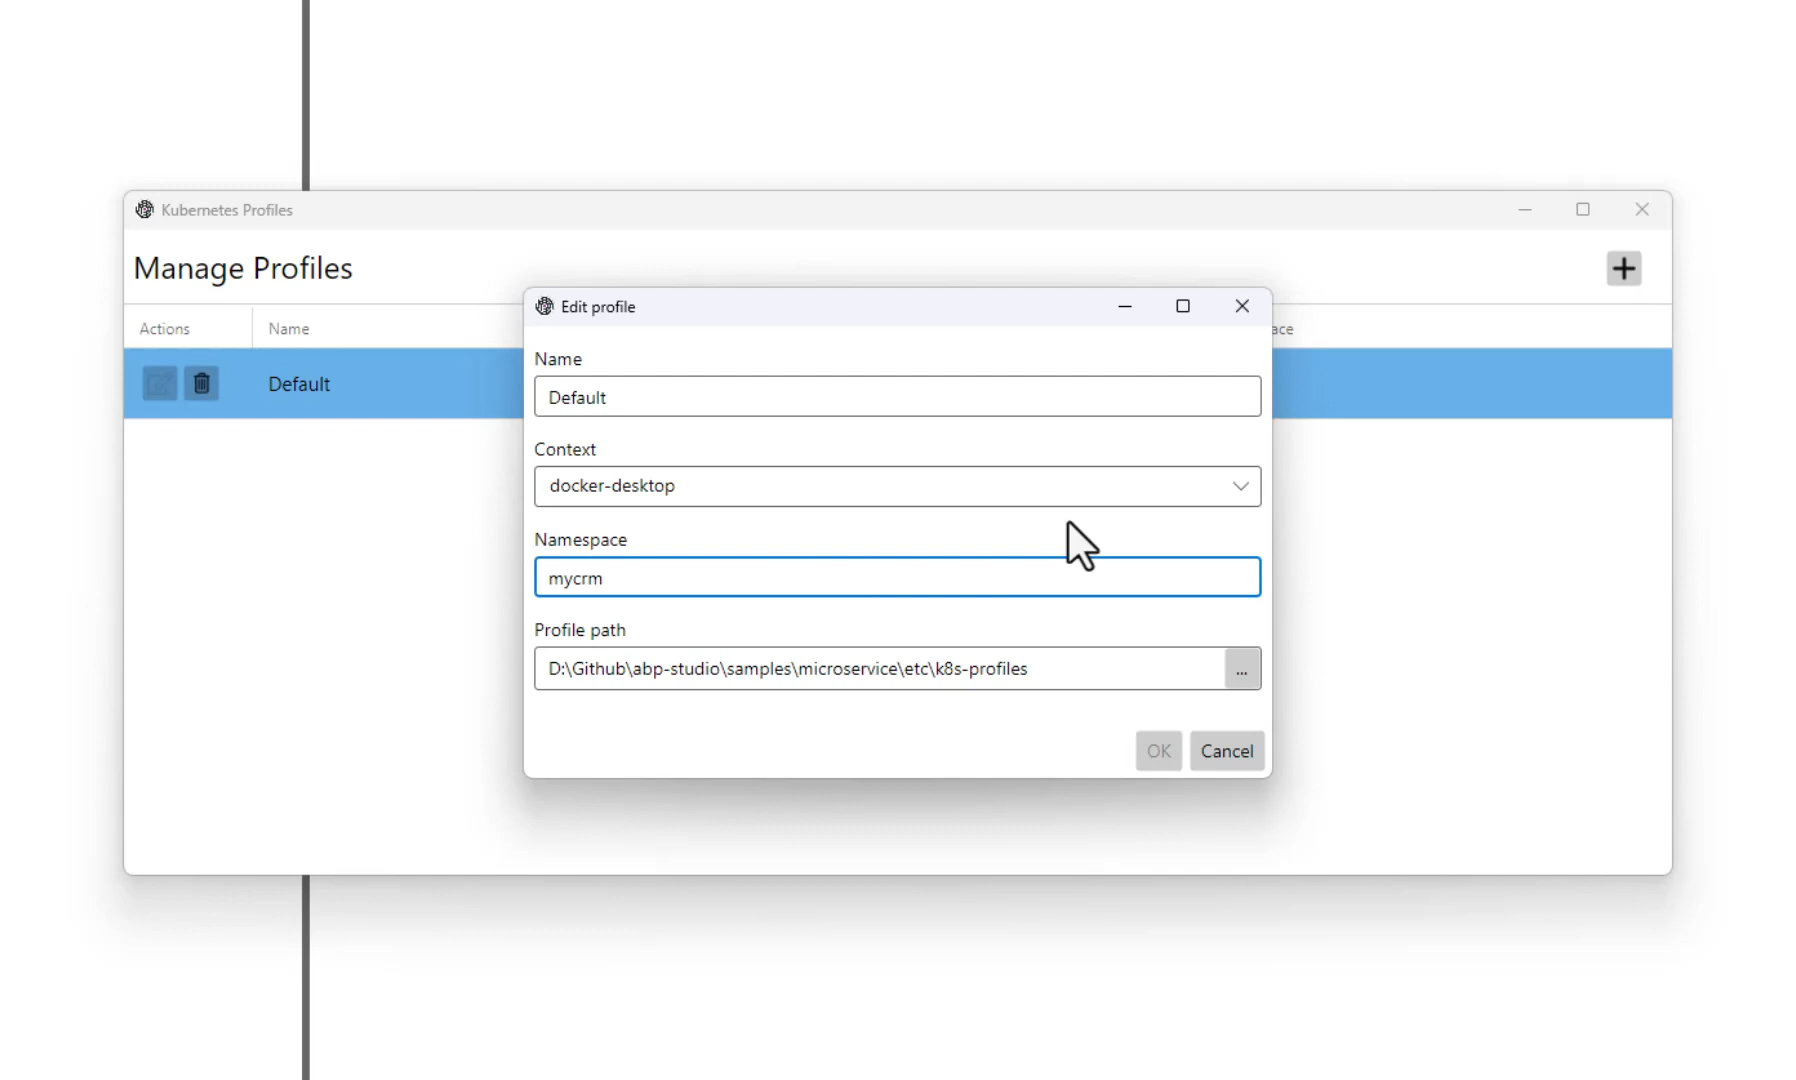 Kubernetes Profiles
Manage Profiles
Actions
Name
ace
Default
Edit profile
Name
Default
Context
docker-desktop
Namespace
mycrm
Profile path
D:\Github\abp-studio\samples\microservice\etc\k8s-profiles
...
OK
Cancel